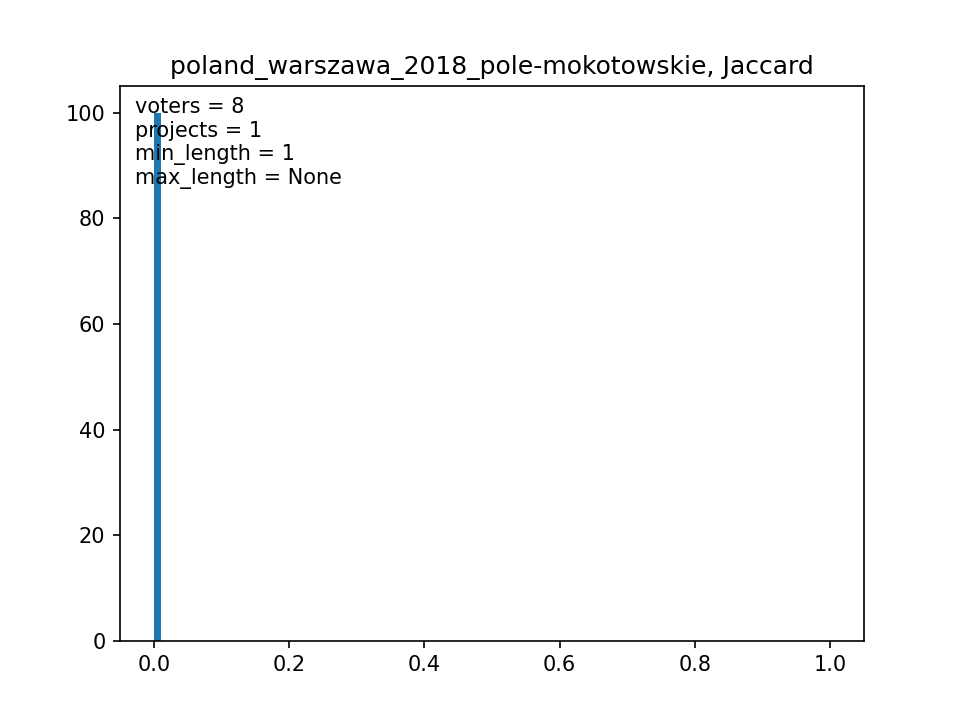 poland_warszawa_2018_pole-mokotowskie, Jaccard
voters = 8
projects = 1
min_length = 1
max_length = None
100
80
60
40
20
0
0.0 0.2 0.4 0.6 0.8 1.0